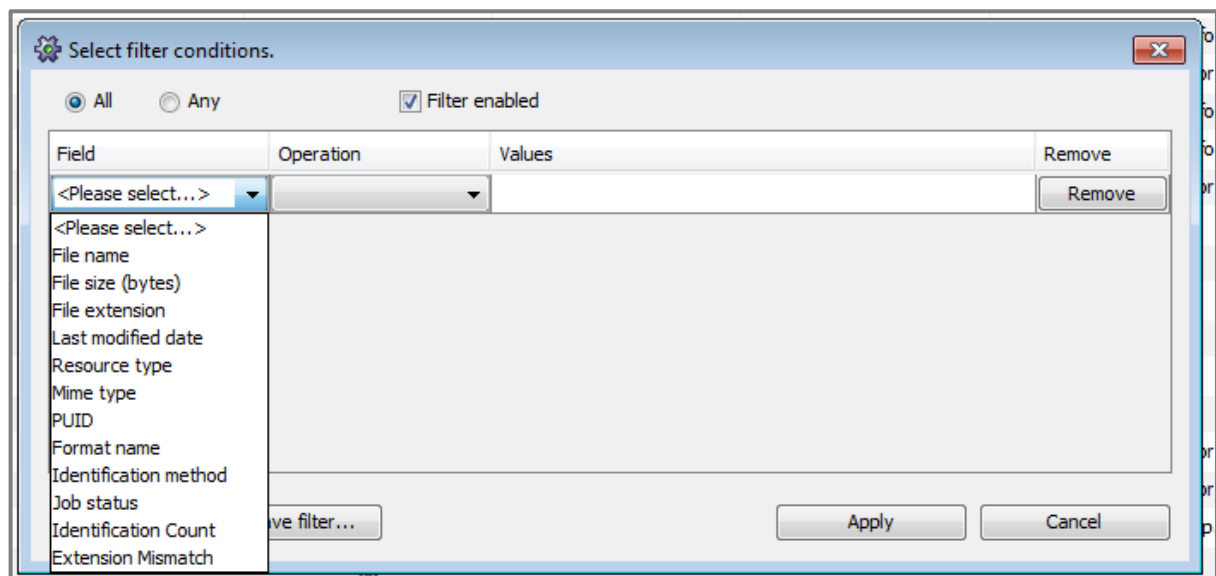 Select filter conditions.
All Any Filter enabled
Field Operation Values Remove
<Please select...> Remove
<Please select...>
File name
File size (bytes)
File extension
Last modified date
Resource type
Mime type
PUID
Format name
Identification method
Job status
Identification Count
Extension Mismatch
filter... Apply Cancel